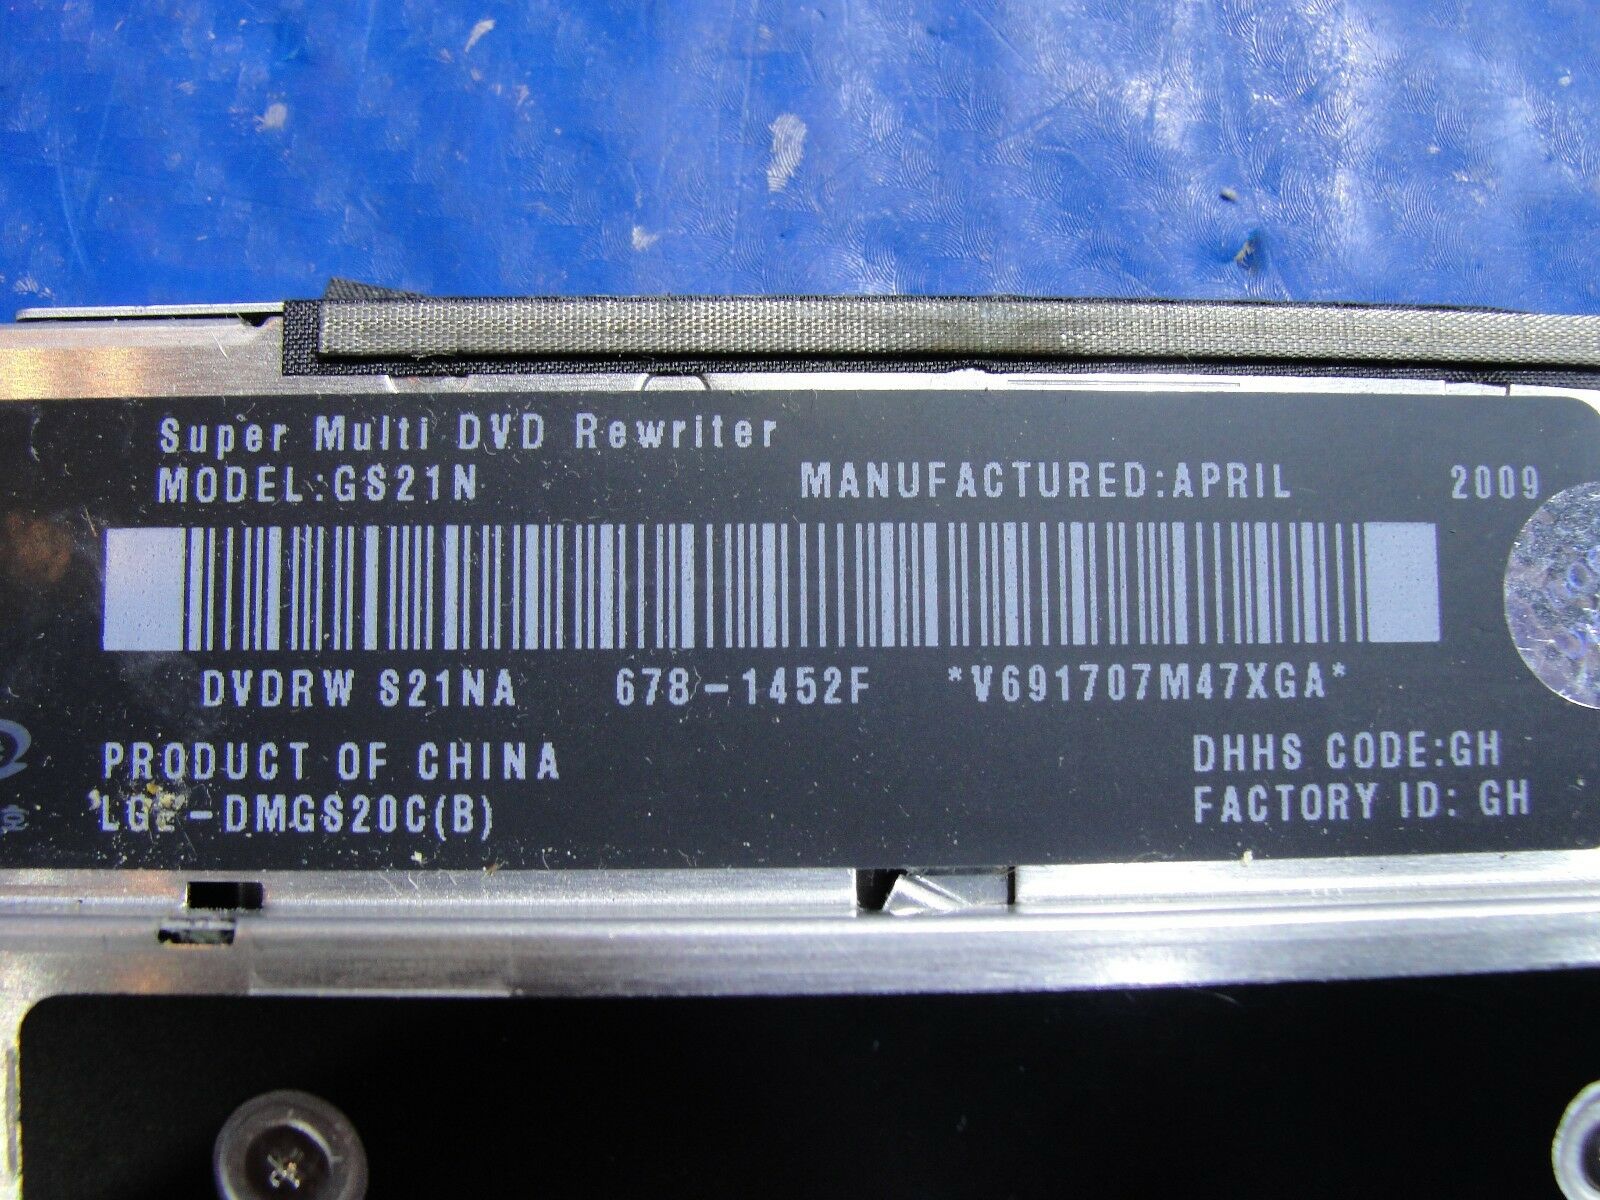 Super Multi DVD Rewriter
MODEL:GS21N MANUFACTURED:APRIL 2009
DVDRW S21NA 678-1452F *V691707M47XGA*
PRODUCT OF CHINA DHHS CODE:GH
LGE-DMGS20C(B) FACTORY ID: GH